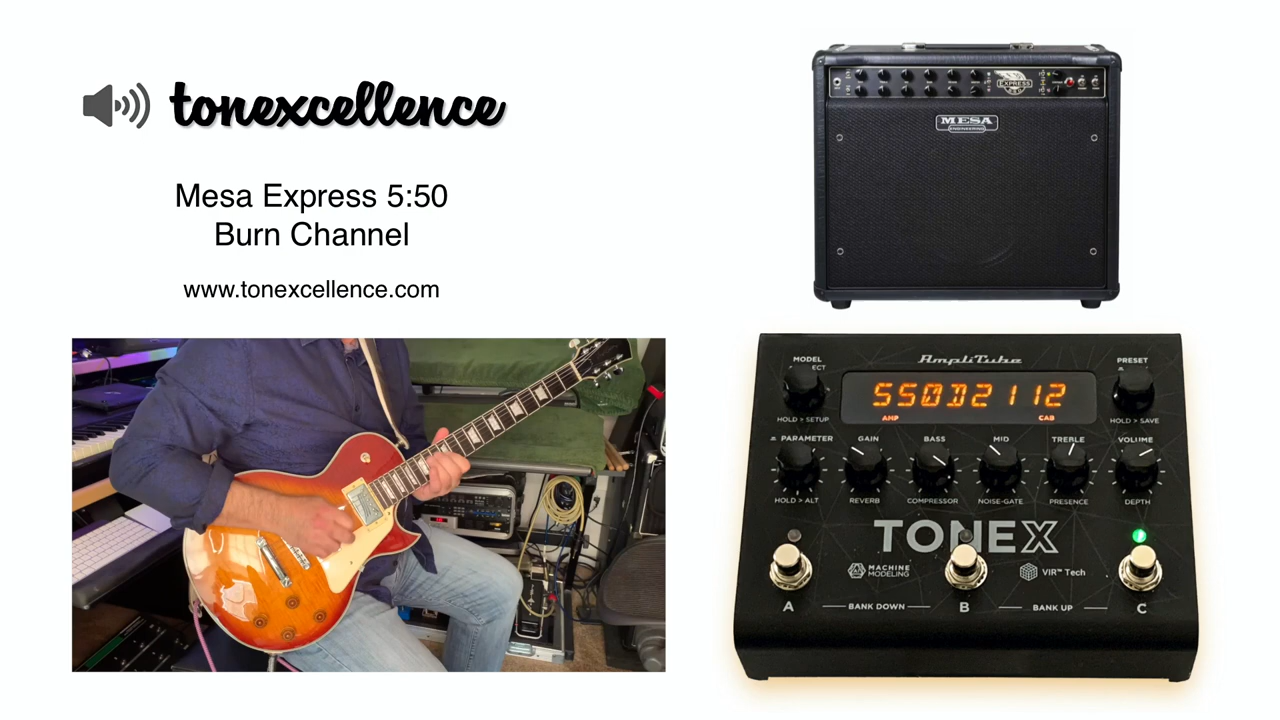 tonexcellence
Mesa Express 5:50
Burn Channel
www.tonexcellence.com
EXPRESS
MESA
ENGINEERING
AmpliTube
MODEL
PRESET
HOLD > SETUP
AMP
CAB
HOLD > SAVE
PARAMETER
GAIN
BASS
MID
TREBLE
VOLUME
HOLD > ALT
REVERB
COMPRESSOR
NOISE-GATE
PRESENCE
DEPTH
TONEX
MACHINE MODELING
VIR™ Tech
A
BANK DOWN
B
BANK UP
C